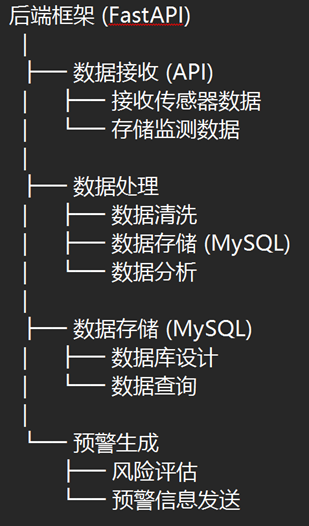 后端框架 (FastAPI)
│
├── 数据接收 (API)
│   ├── 接收传感器数据
│   └── 存储监测数据
│
├── 数据处理
│   ├── 数据清洗
│   ├── 数据存储 (MySQL)
│   └── 数据分析
│
├── 数据存储 (MySQL)
│   ├── 数据库设计
│   └── 数据查询
│
└── 预警生成
    ├── 风险评估
    └── 预警信息发送